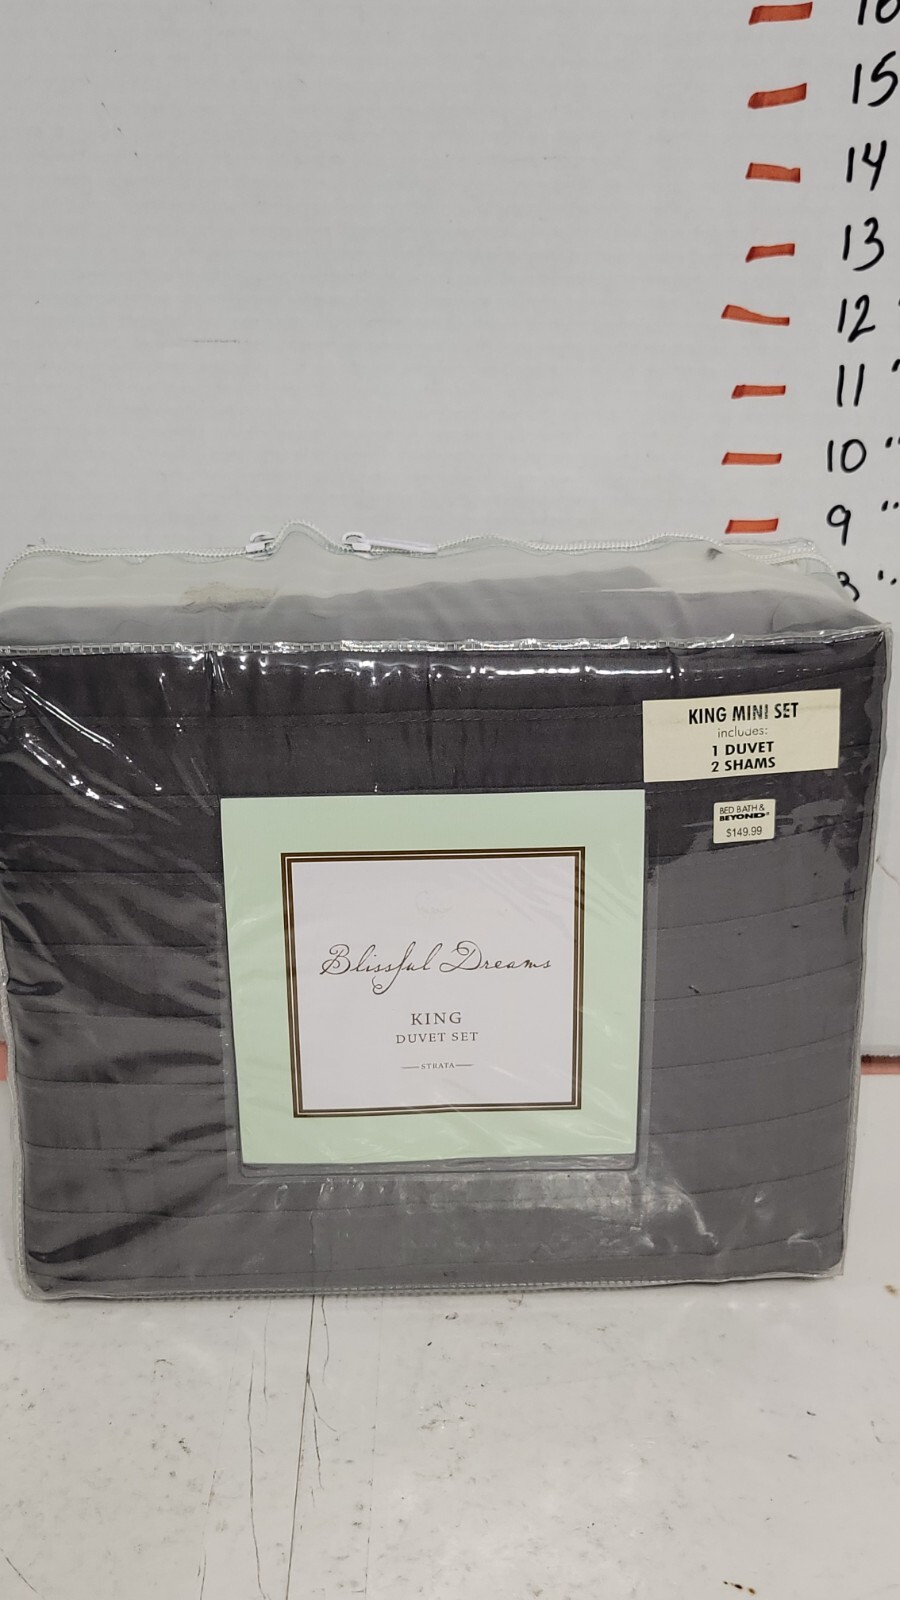 15
14
13
12
11 "
10 "
9 "
KING MINI SET
includes:
1 DUVET
2 SHAMS
BED BATH &
BEYOND®
$149.99
Blissful Dreams
KING
DUVET SET
STRATA